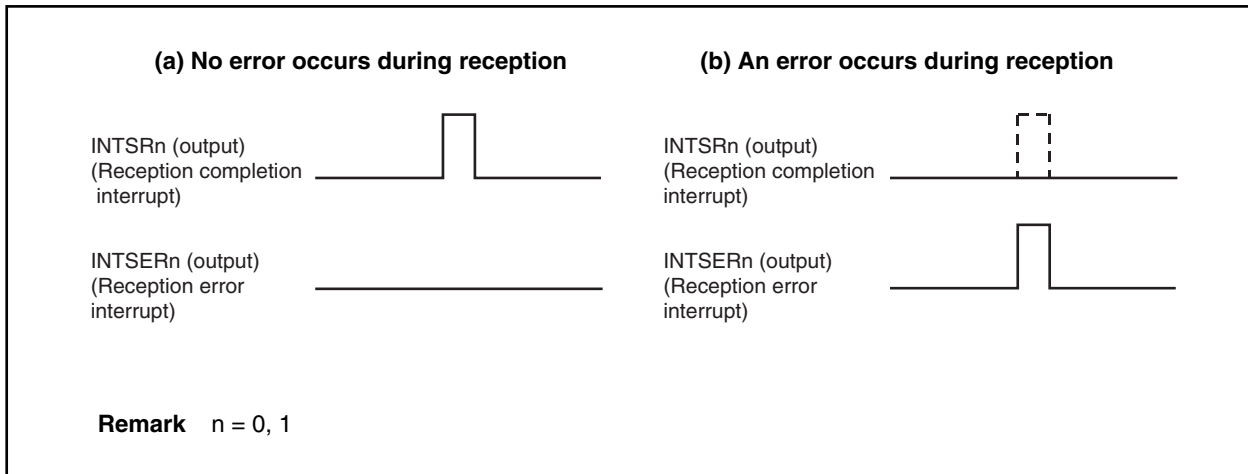 (a) No error occurs during reception
INTSRn (output)
(Reception completion
interrupt)
INTSERn (output)
(Reception error
interrupt)
(b) An error occurs during reception
INTSRn (output)
(Reception completion
interrupt)
INTSERn (output)
(Reception error
interrupt)
Remark n = 0, 1